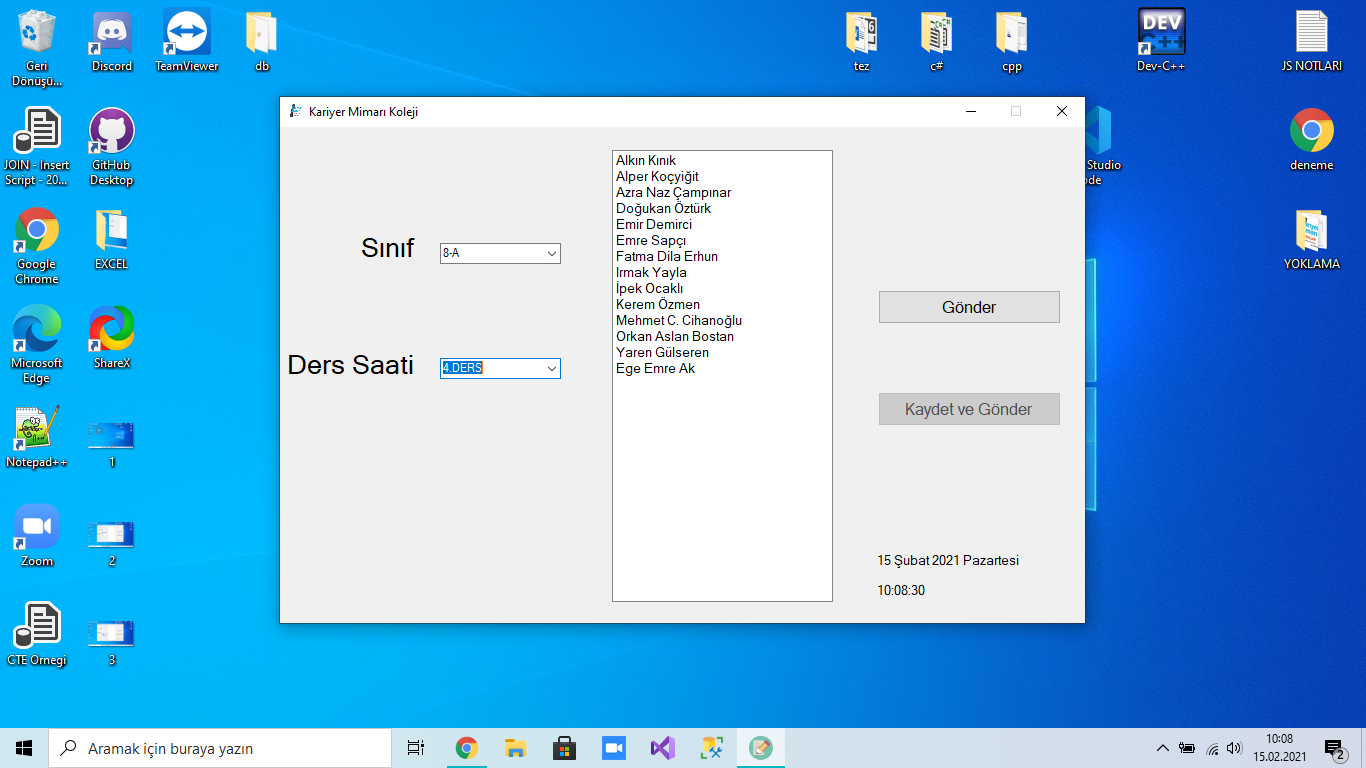 Geri
Dönüşü...
Discord
TeamViewer
db
tez
c#
cpp
DEV
C++
Dev-C++
JS NOTLARI
JOIN - Insert
Script - 20...
GitHub
Desktop
Studio
deneme
Google
Chrome
EXCEL
YOKLAMA
Microsoft
Edge
ShareX
Notepad++
1
Zoom
2
CTE Ornegi
3
Kariyer Mimarı Koleji
Sınıf
8-A
Ders Saati
4.DERS
Alkın Kınık
Alper Koçyiğit
Azra Naz Çampınar
Doğukan Öztürk
Emir Demirci
Emre Sapçı
Fatma Dila Erhun
Irmak Yayla
İpek Ocaklı
Kerem Özmen
Mehmet C. Cihanoğlu
Orkan Aslan Bostan
Yaren Gülseren
Ege Emre Ak
Gönder
Kaydet ve Gönder
15 Şubat 2021 Pazartesi
10:08:30
Aramak için buraya yazın
10:08
15.02.2021
2